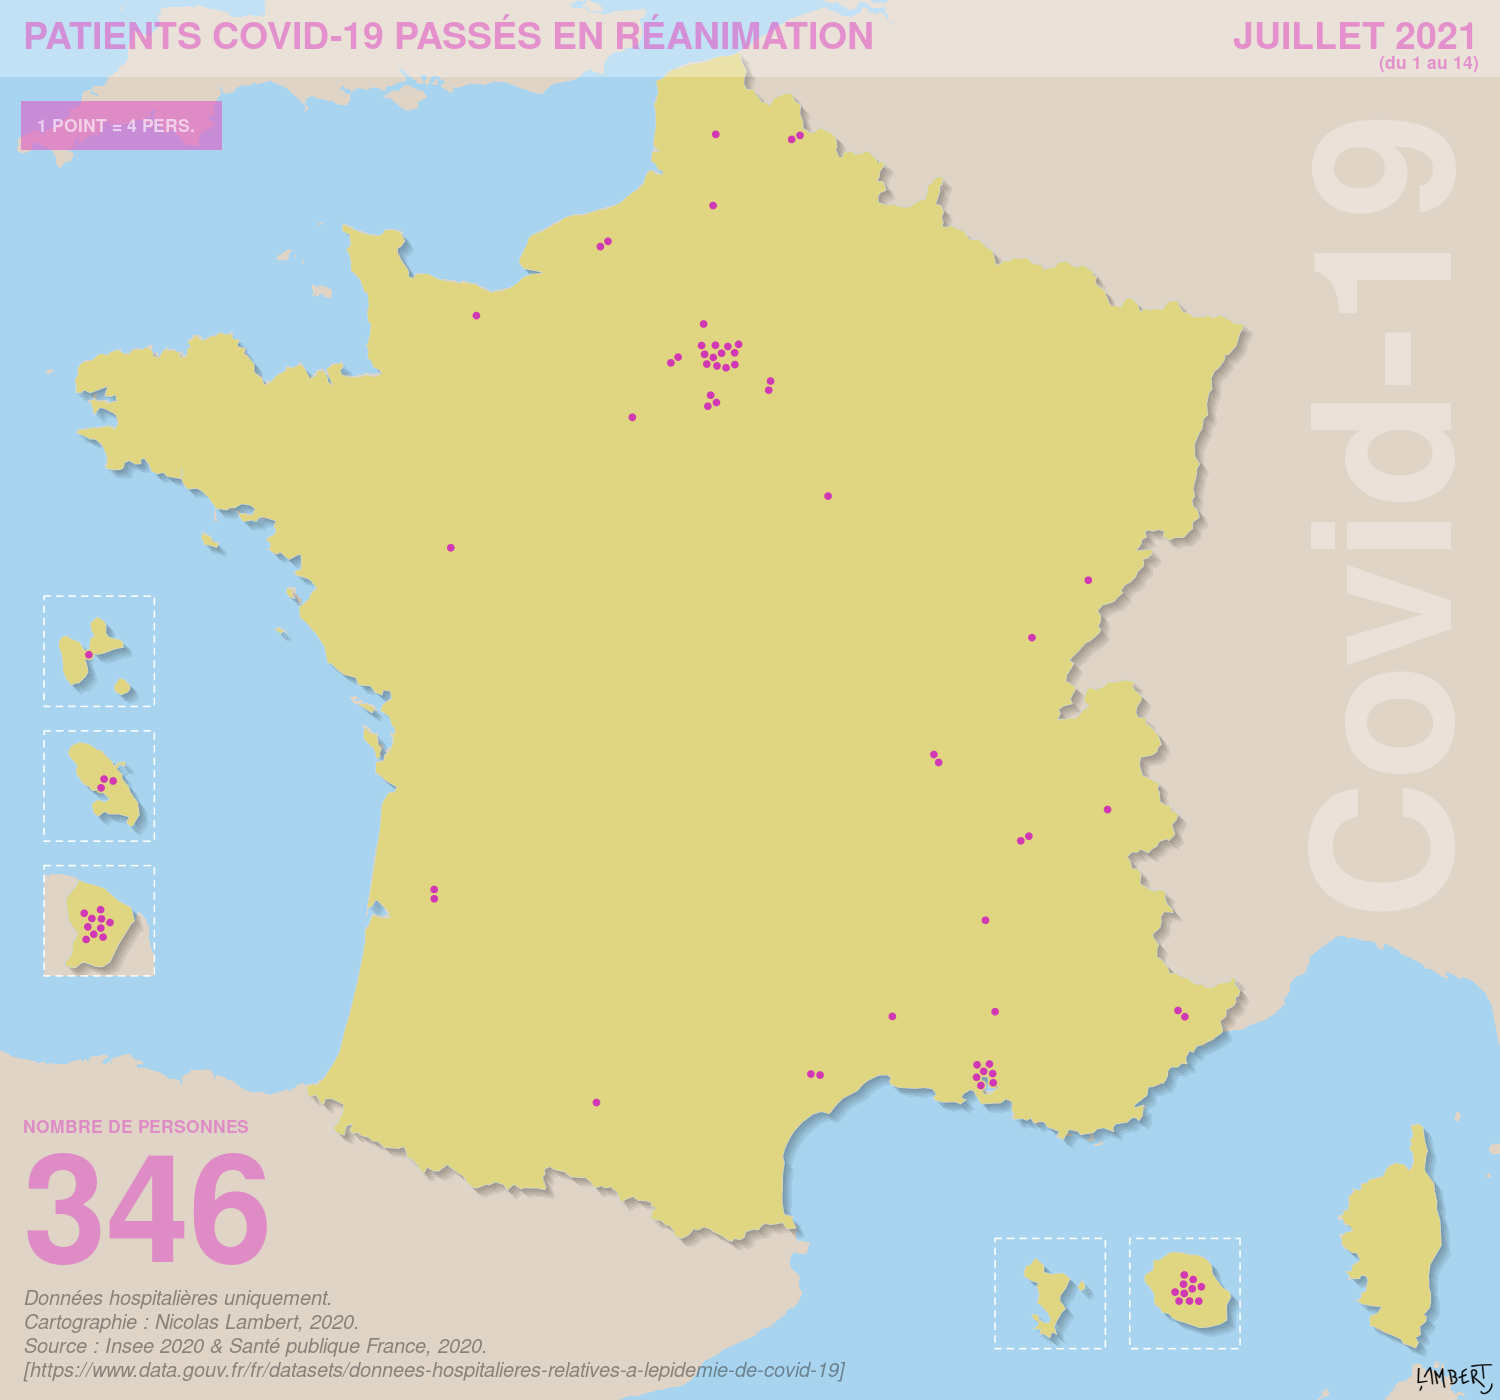 PATIENTS COVID-19 PASSÉS EN RÉANIMATION
JUILLET 2021
(du 1 au 14)
1 POINT = 4 PERS.
Covid-19
NOMBRE DE PERSONNES
346
Données hospitalières uniquement.
Cartographie : Nicolas Lambert, 2020.
Source : Insee 2020 & Santé publique France, 2020.
[https://www.data.gouv.fr/fr/datasets/donnees-hospitalieres-relatives-a-lepidemie-de-covid-19]
LAMBERT